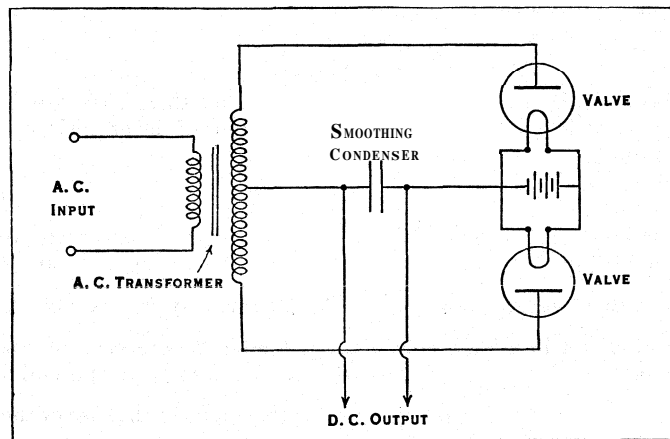 VALVE
SMOOTHING
CONDENSER
A. C.
INPUT
A. C. TRANSFORMER
VALVE
D. C. OUTPUT